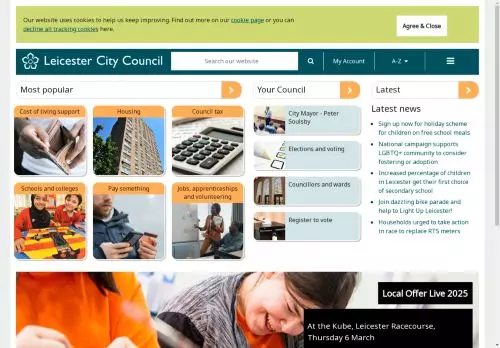 Our website uses cookies to help us keep improving. Find out more on our cookie page or you can
decline all tracking cookies here.
Agree & Close
Leicester City Council
Search our website
My Account
A-Z
Most popular
Your Council
Latest
Cost of living support
Housing
Council tax
Schools and colleges
Pay something
Jobs, apprenticeships
and volunteering
City Mayor - Peter
Soulsby
Elections and voting
Councillors and wards
Register to vote
Latest news
Sign up now for holiday scheme
for children on free school meals
National campaign supports
LGBTQ+ community to consider
fostering or adoption
Increased percentage of children
in Leicester get their first choice
of secondary school
Join dazzling bike parade and
help to Light Up Leicester!
Households urged to take action
in race to replace RTS meters
Local Offer Live 2025
At the Kube, Leicester Racecourse,
Thursday 6 March